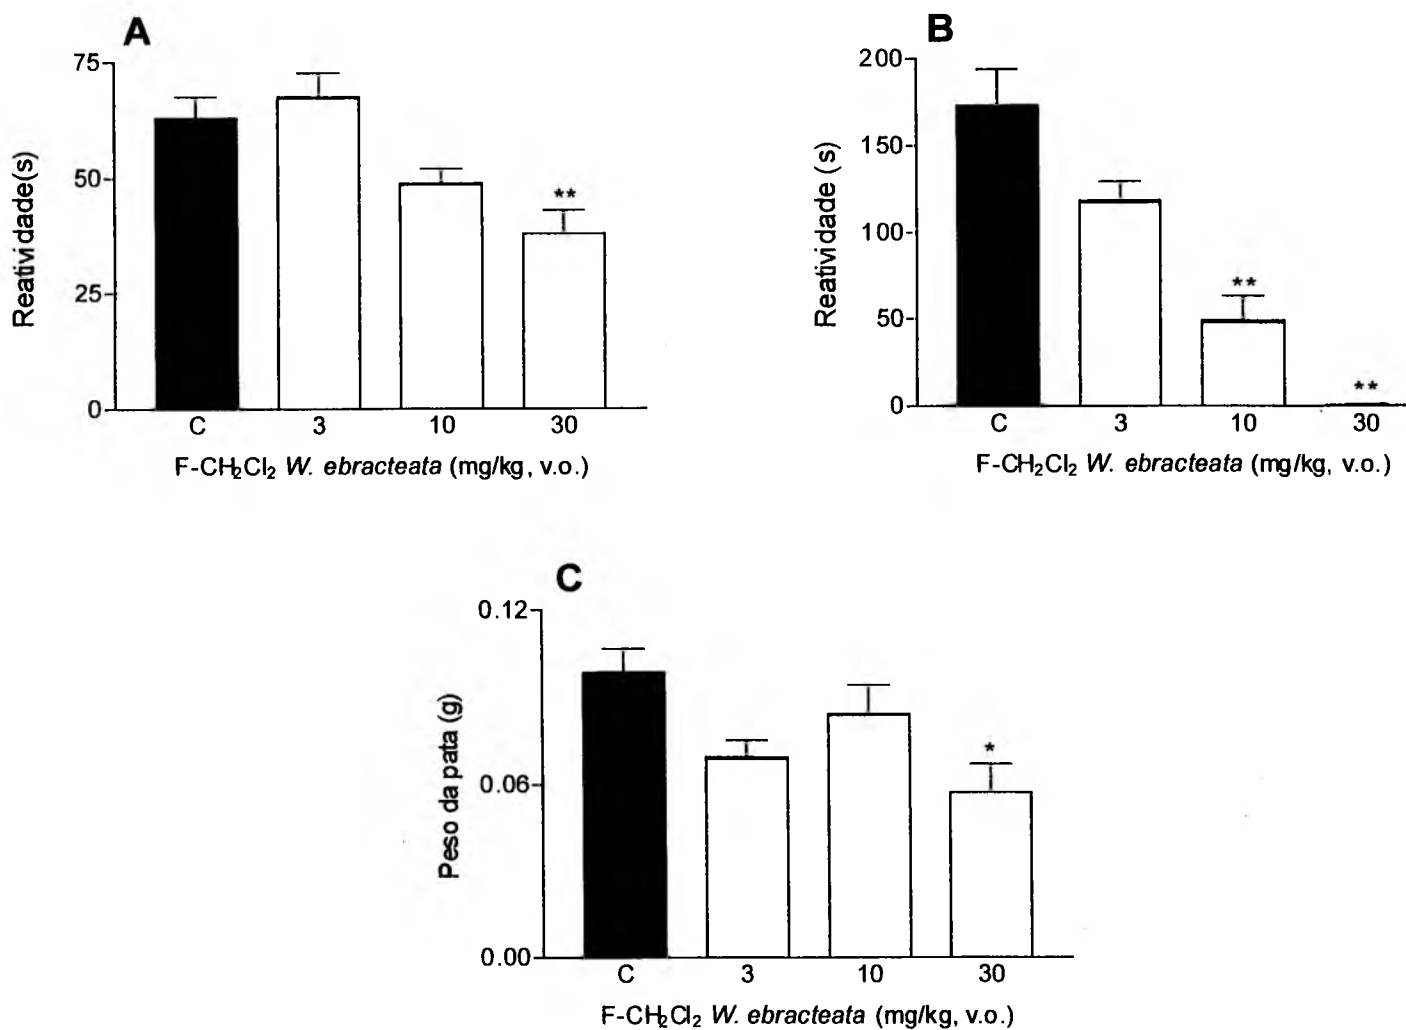 A
75
50
25
0
Reatividade(s)
**
C 3 10 30
F-CH₂Cl₂ W. ebracteata (mg/kg, v.o.)
B
200
150
100
50
0
Reatividade (s)
**
**
C 3 10 30
F-CH₂Cl₂ W. ebracteata (mg/kg, v.o.)
C
0.12
0.06
0.00
Peso da pata (g)
*
C 3 10 30
F-CH₂Cl₂ W. ebracteata (mg/kg, v.o.)